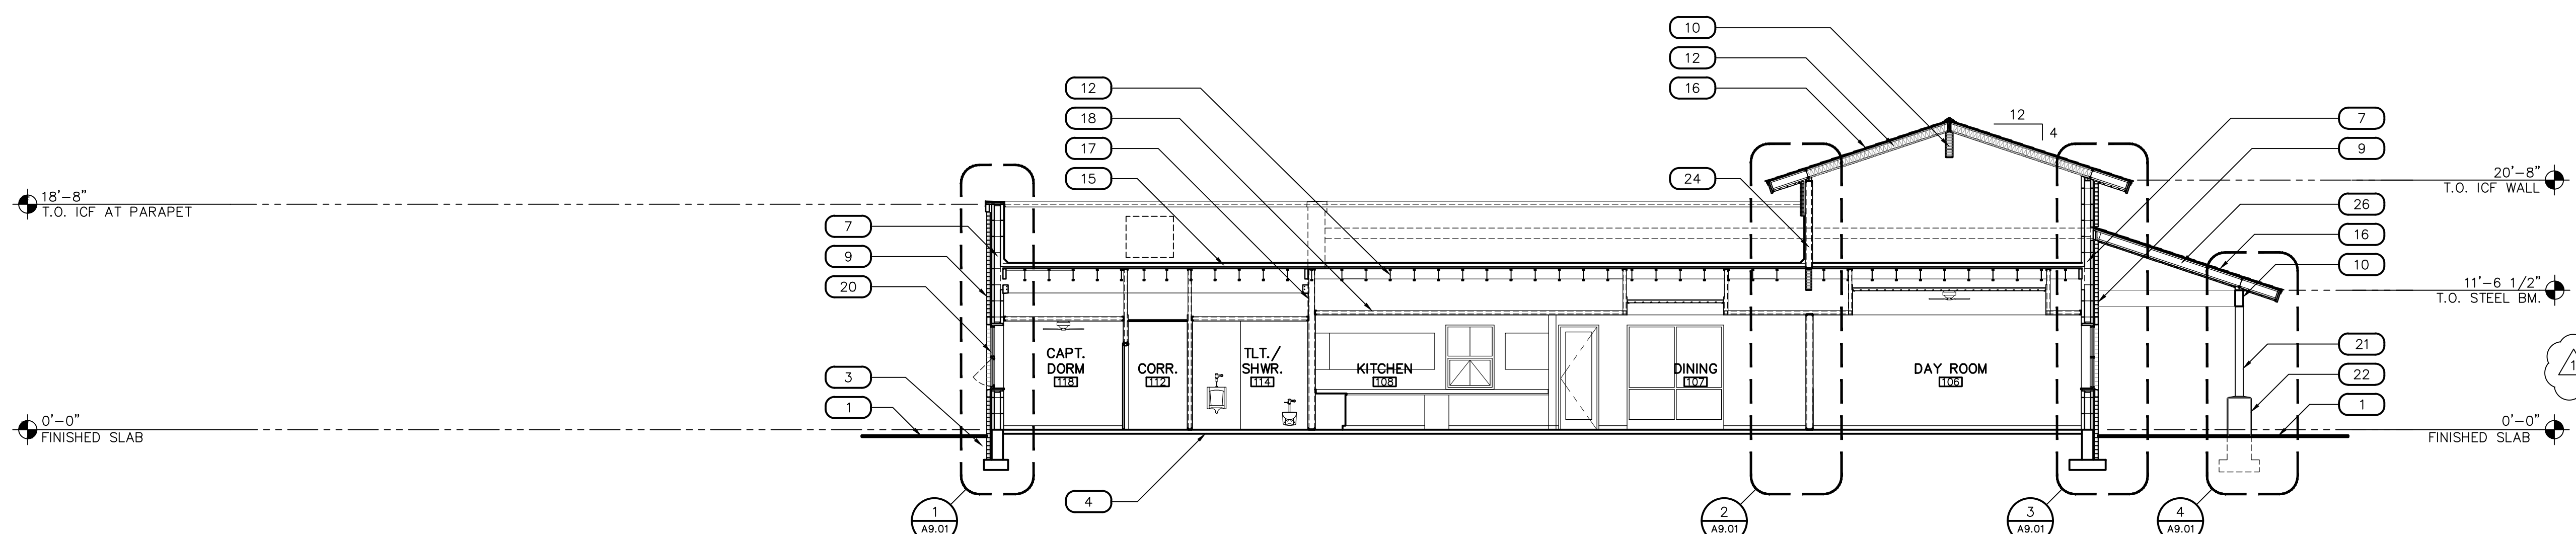 10
12
16
12
18
17
15
12
4
24
7
9
26
16
10
18'-8"
T.O. ICF AT PARAPET
20'-8"
T.O. ICF WALL
7
9
20
3
1
11'-6 1/2"
T.O. STEEL BM.
CAPT.
DORM
118
CORR.
112
TLT./
SHWR.
114
KITCHEN
108
DINING
107
DAY ROOM
106
21
22
1
1
0'-0"
FINISHED SLAB
0'-0"
FINISHED SLAB
4
1
A9.01
2
A9.01
3
A9.01
4
A9.01